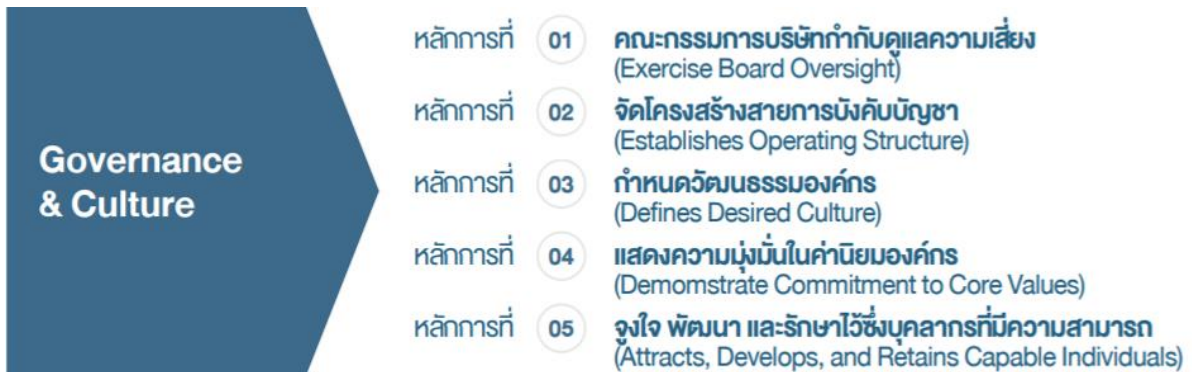 Governance
& Culture
หลักการที่ 01 คณะกรรมการบริษัทกำกับดูแลความเสี่ยง
(Exercise Board Oversight)
หลักการที่ 02 จัดโครงสร้างสายการบังคับบัญชา
(Establishes Operating Structure)
หลักการที่ 03 กำหนดวัฒนธรรมองค์กร
(Defines Desired Culture)
หลักการที่ 04 แสดงความมุ่งมั่นในค่านิยมองค์กร
(Demomstrate Commitment to Core Values)
หลักการที่ 05 จูงใจ พัฒนา และรักษาไว้ซึ่งบุคลากรที่มีความสามารถ
(Attracts, Develops, and Retains Capable Individuals)